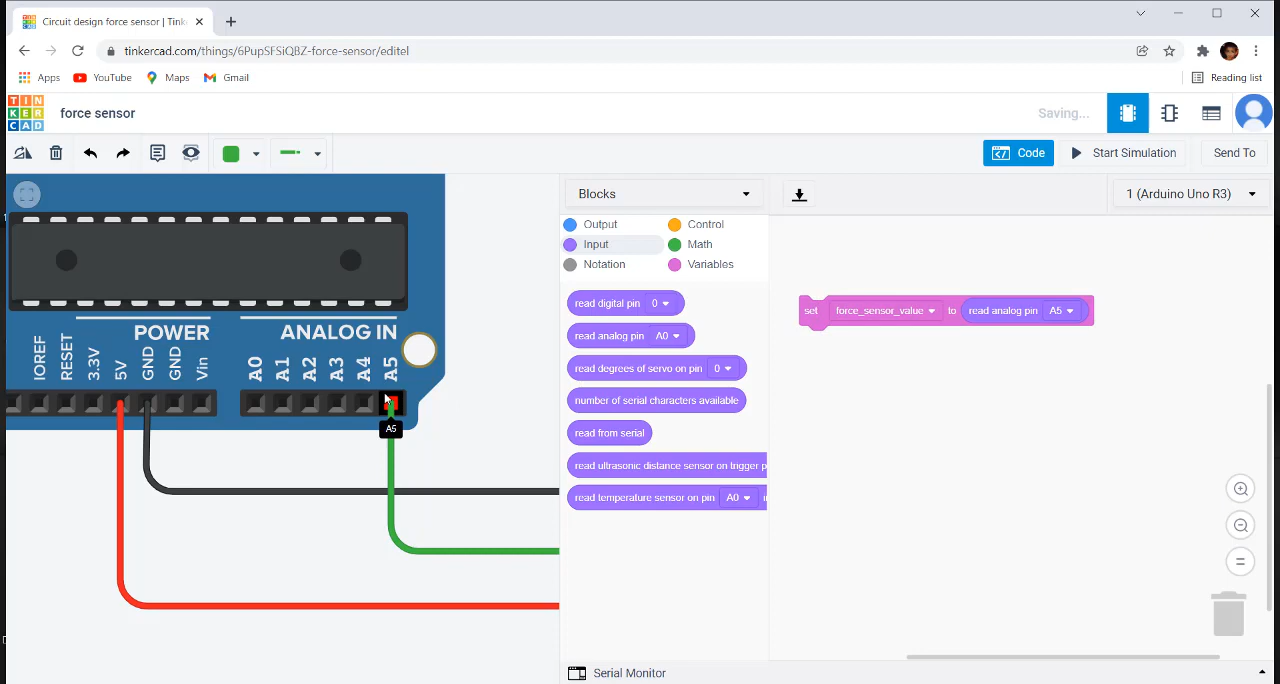 Circuit design force sensor | Tink
tinkercad.com/things/6PupSFSiQBZ-force-sensor/editel
Apps YouTube Maps Gmail Reading list
TIN
KER
CAD
force sensor
Saving...
Code Start Simulation Send To
Blocks
1 (Arduino Uno R3)
Output
Control
Input
Math
Notation
Variables
read digital pin 0
read analog pin A0
read degrees of servo on pin 0
number of serial characters available
read from serial
read ultrasonic distance sensor on trigger p
read temperature sensor on pin A0 i
set force_sensor_value to read analog pin A5
POWER
ANALOG IN
IOREF
RESET
3.3V
5V
GND
GND
Vin
A0
A1
A2
A3
A4
A5
A5
Serial Monitor